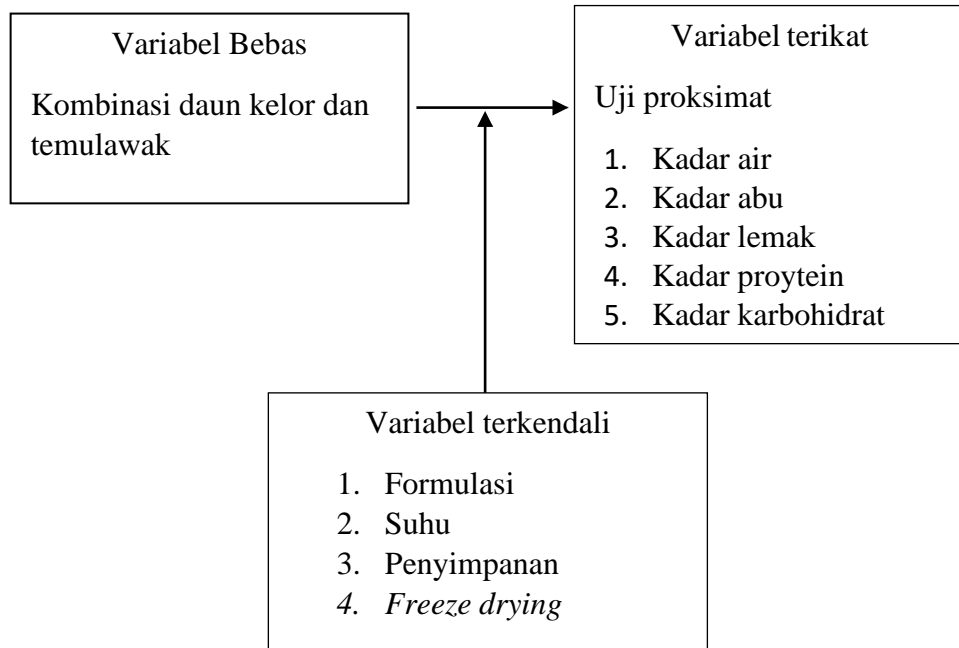 Variabel Bebas
Kombinasi daun kelor dan
temulawak
Variabel terikat
Uji proksimat
1. Kadar air
2. Kadar abu
3. Kadar lemak
4. Kadar proytein
5. Kadar karbohidrat
Variabel terkendali
1. Formulasi
2. Suhu
3. Penyimpanan
4. Freeze drying